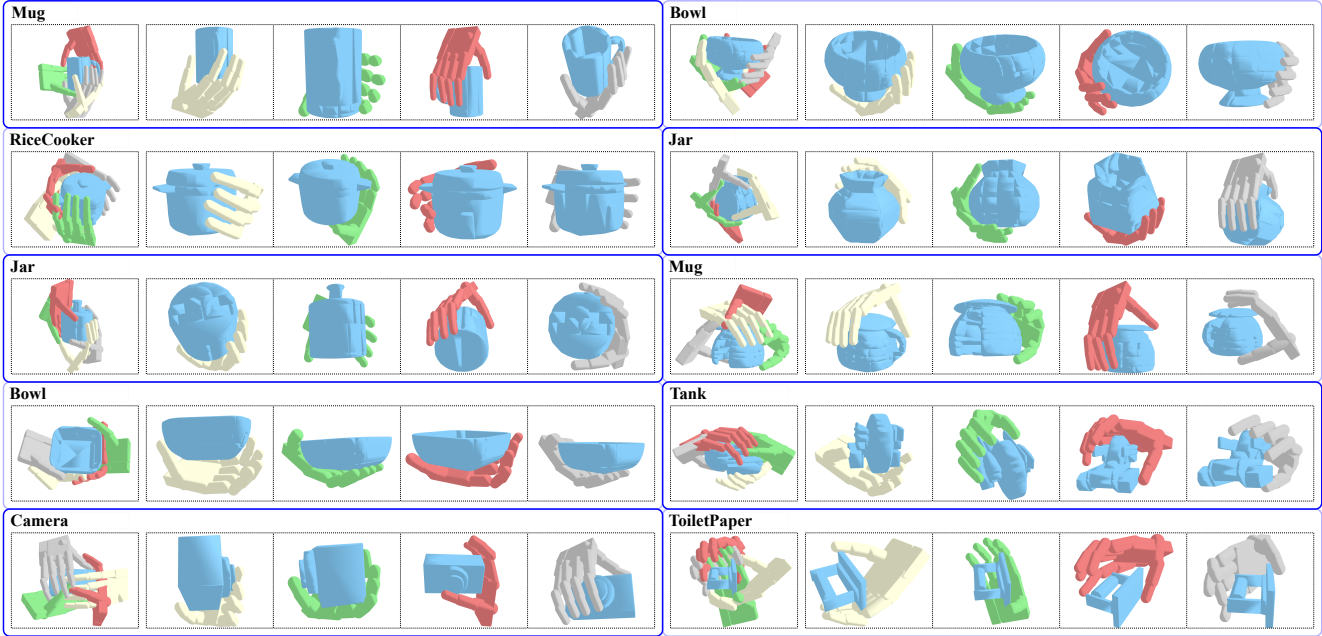 Mug
Bowl
RiceCooker
Jar
Jar
Mug
Bowl
Tank
Camera
ToiletPaper